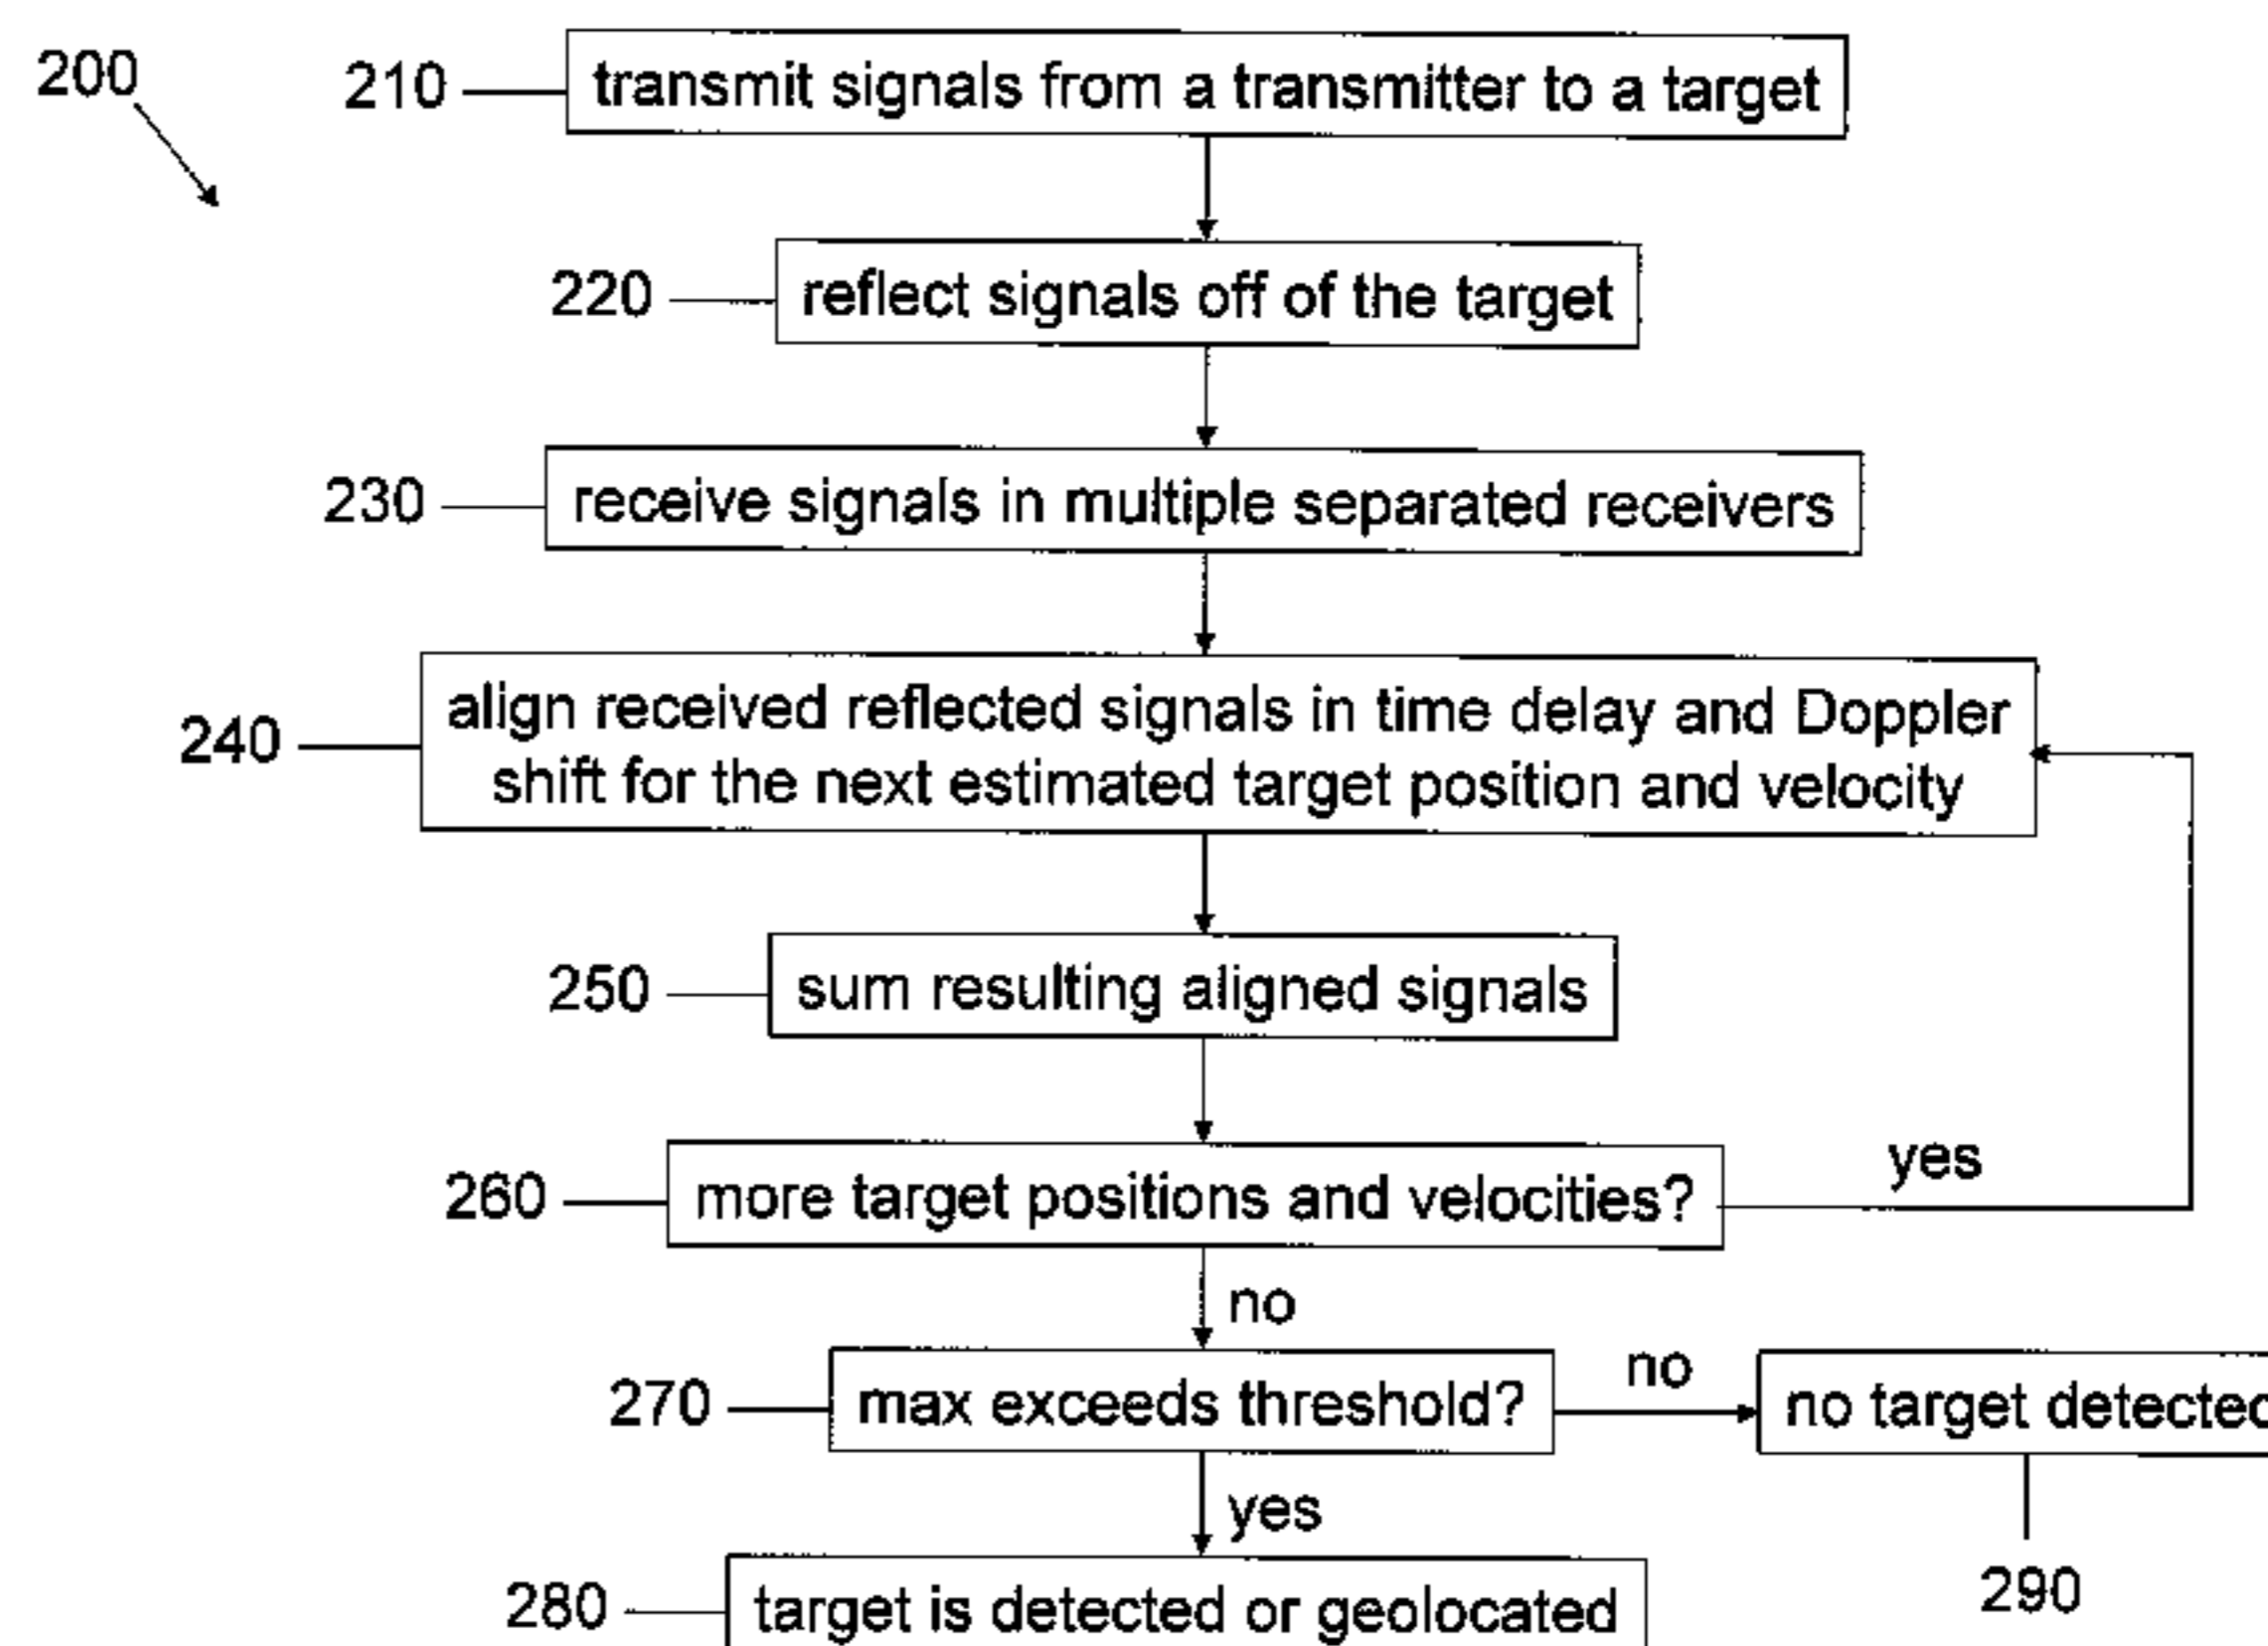 200
210
transmit signals from a transmitter to a target
220
reflect signals off of the target
230
receive signals in multiple separated receivers
240
align received reflected signals in time delay and Doppler
shift for the next estimated target position and velocity
250
sum resulting aligned signals
260
more target positions and velocities?
yes
no
270
max exceeds threshold?
no
no target detected
yes
280
target is detected or geolocated
290